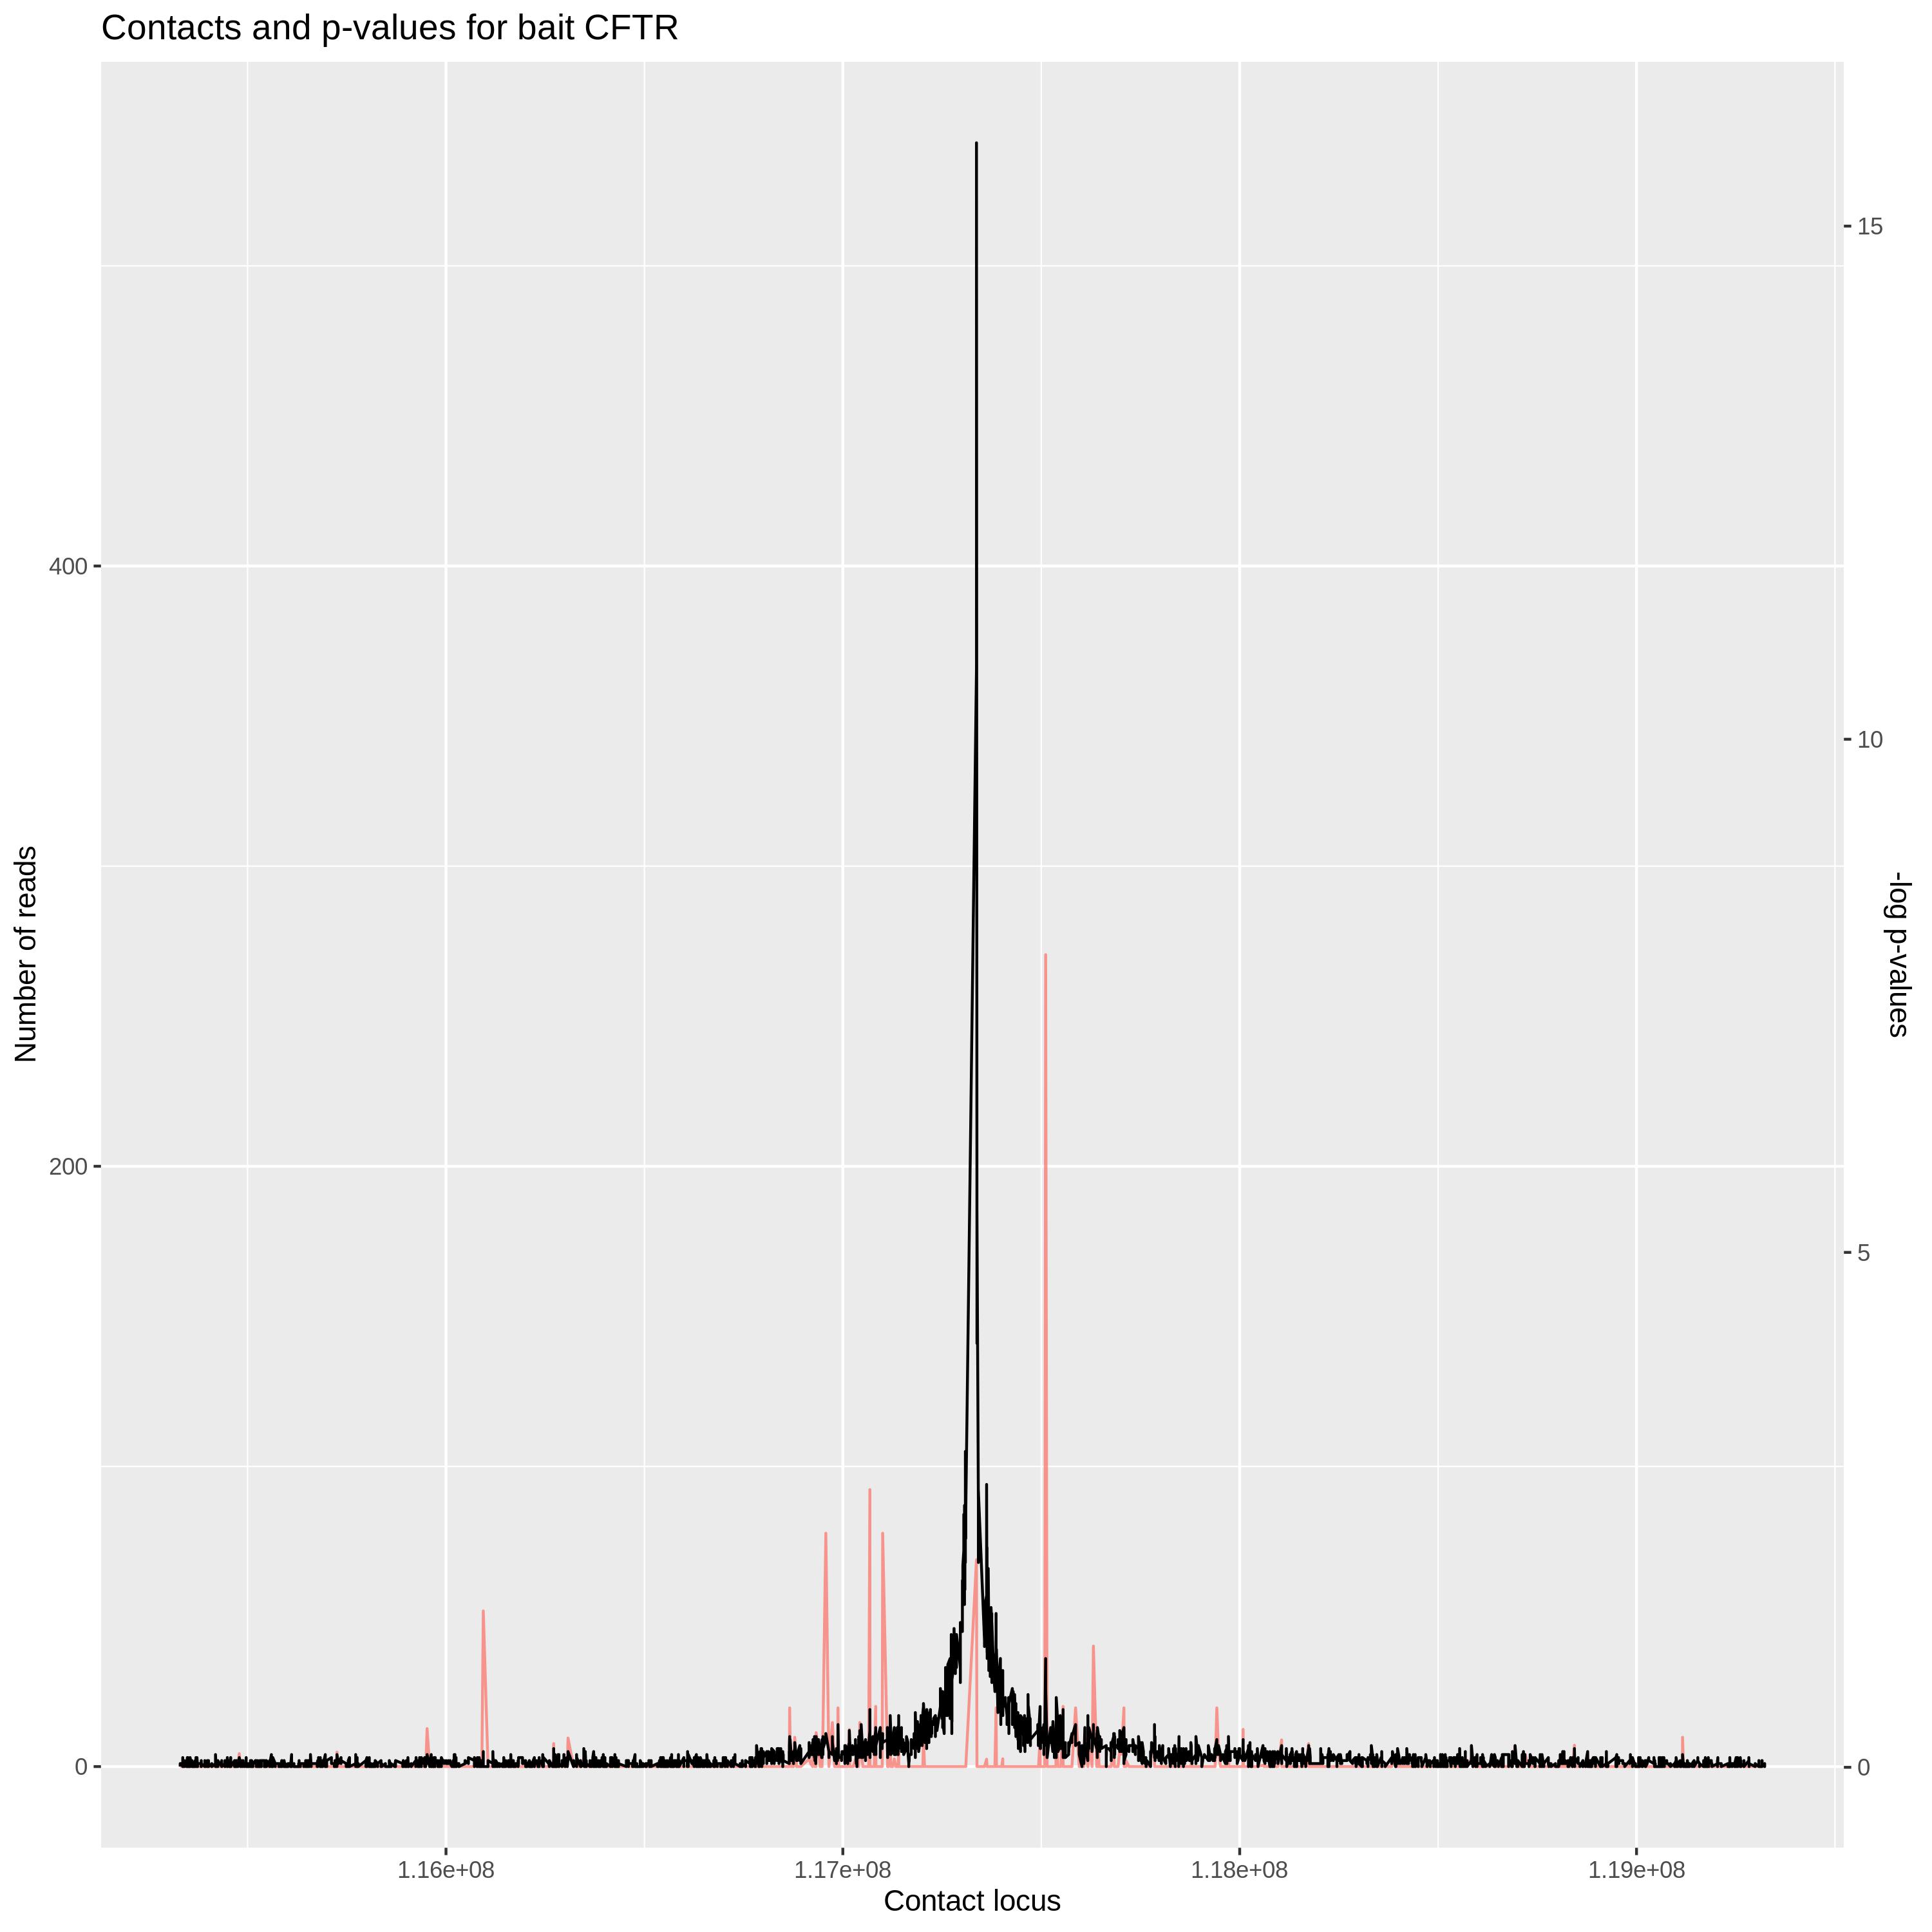 Contacts and p-values for bait CFTR
15
400
10
Number of reads
-log p-values
200
5
0
0
1.16e+08 1.17e+08 1.18e+08 1.19e+08
Contact locus